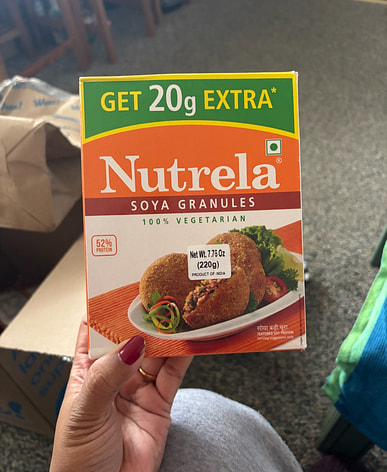 GET 20g EXTRA*
Nutrela®
SOYA GRANULES
100% VEGETARIAN
52%
PROTEIN
Net Wt. 7.76 Oz
(220g)
PRODUCT OF INDIA
सोया बड़ी चूरा